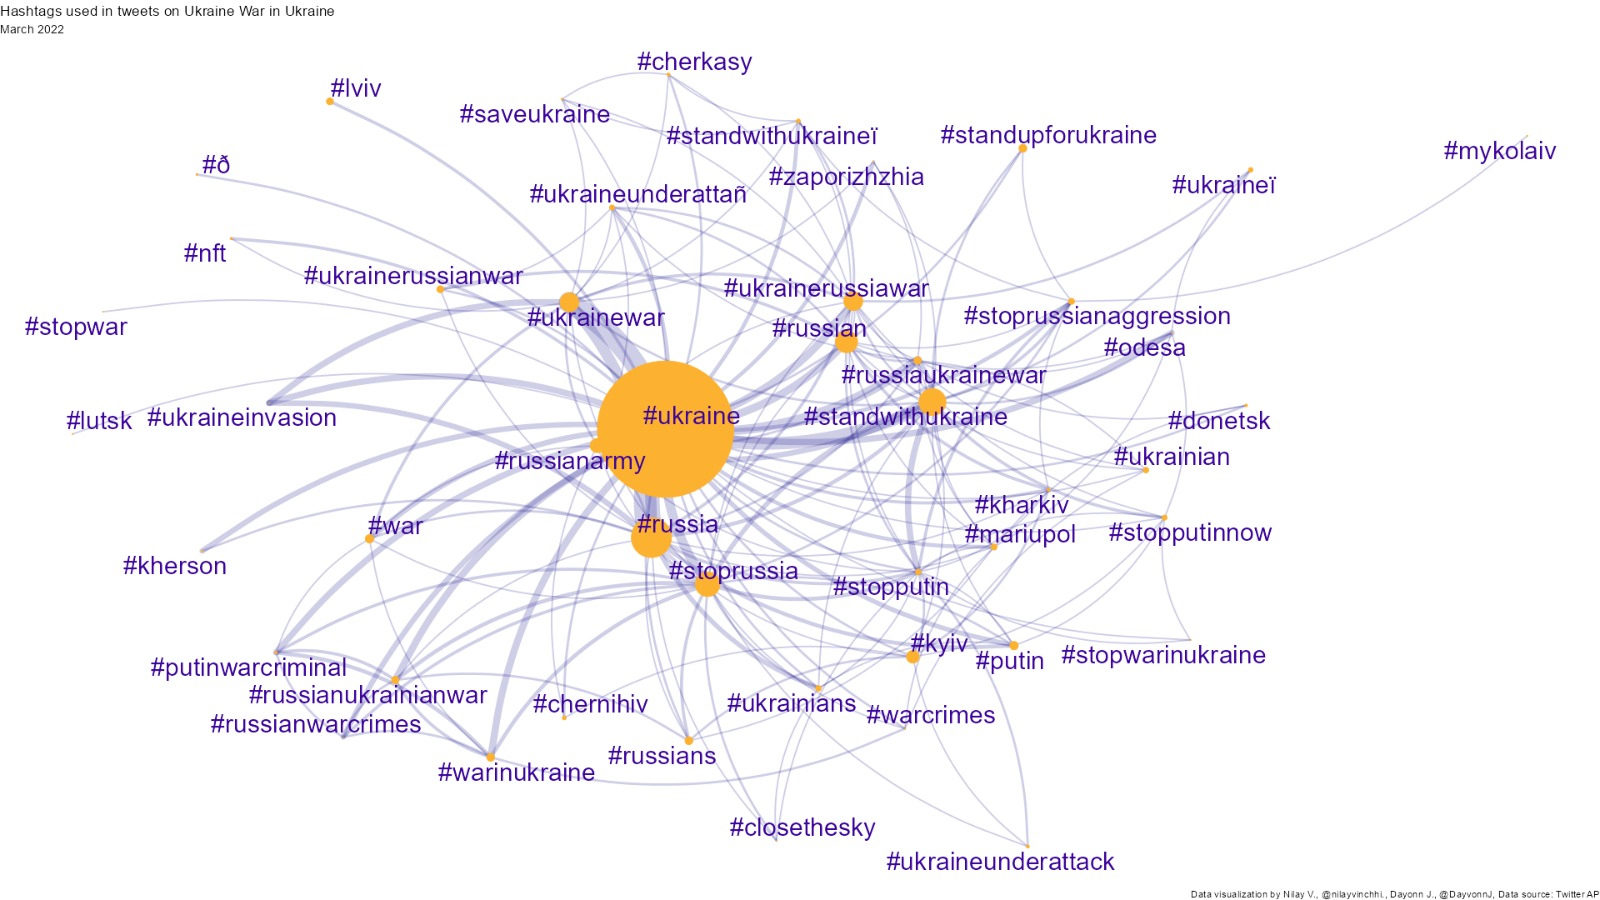 Hashtags used in tweets on Ukraine War in Ukraine
March 2022
#cherkasy
#lviv
#saveukraine
#standwithukraineï
#standupforukraine
#mykolaiv
#ð
#zaporizhzhia
#ukraineï
#ukraineunderattañ
#nft
#ukrainerussianwar
#ukrainerussiawar
#stopwar
#ukrainewar
#russian
#stoprussianaggression
#odesa
#russiaukrainewar
#lutsk
#ukraineinvasion
#ukraine
#standwithukraine
#donetsk
#russianarmy
#ukrainian
#kharkiv
#war
#russia
#mariupol
#stopputinnow
#kherson
#stoprussia
#stopputin
#kyiv
#putin
#stopwarinukraine
#putinwarcriminal
#russianukrainianwar
#chernihiv
#ukrainians
#warcrimes
#russianwarcrimes
#russians
#warinukraine
#closethesky
#ukraineunderattack
Data visualization by Nilay V., @nilayvinchhi., Dayonn J., @DayvonnJ, Data source: Twitter AP